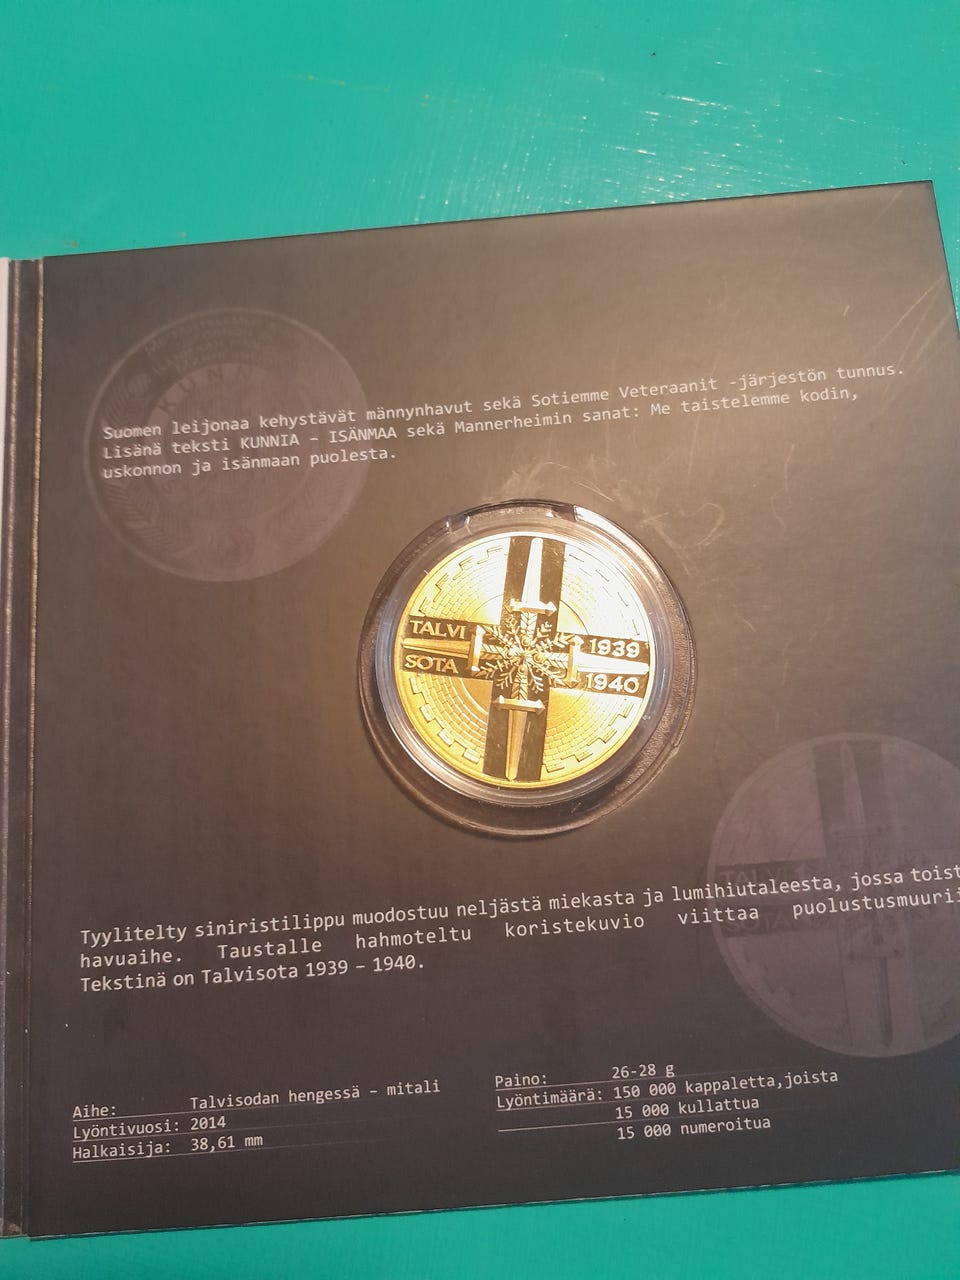 Suomen leijonaa kehystävät männynhavut sekä Sotiemme Veteraanit -järjestön tunnus.
Lisänä teksti KUNNIA – ISÄNMAA sekä Mannerheimin sanat: Me taistelemme kodin,
uskonnon ja isänmaan puolesta.
KUNN
TALVI 1939
SOTA 1940
Tyylitelty siniristilippu muodostuu neljästä miekasta ja lumihiutaleesta, jossa toist
havuaihe. Taustalle hahmoteltu koristekuvio viittaa puolustusmuurii
Tekstinä on Talvisota 1939 – 1940.
Aihe: Talvisodan hengessä – mitali
Lyöntivuosi: 2014
Halkaisija: 38,61 mm
Paino: 26-28 g
Lyöntimäärä: 150 000 kappaletta,joista
15 000 kullattua
15 000 numeroitua